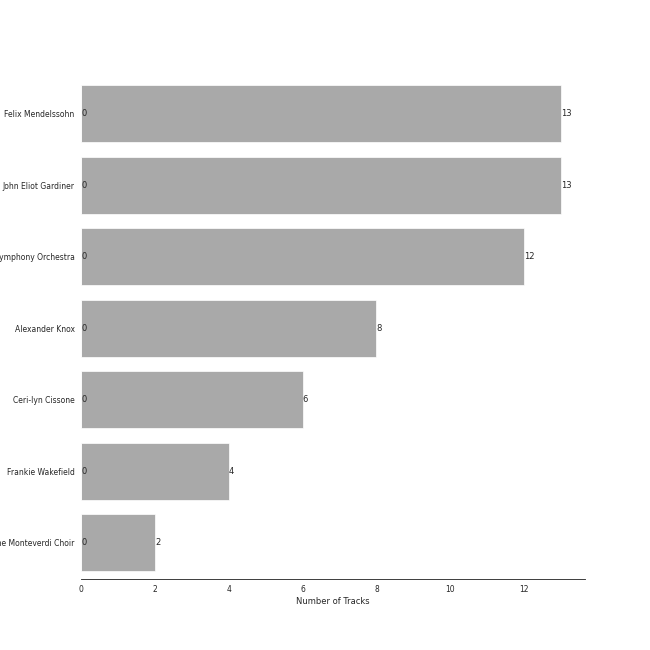 Felix Mendelssohn 0 13
John Eliot Gardiner 0 13
Symphony Orchestra 0 12
Alexander Knox 0 8
Ceri-lyn Cissone 0 6
Frankie Wakefield 0 4
Monteverdi Choir 0 2
0 2 4 6 8 10 12
Number of Tracks